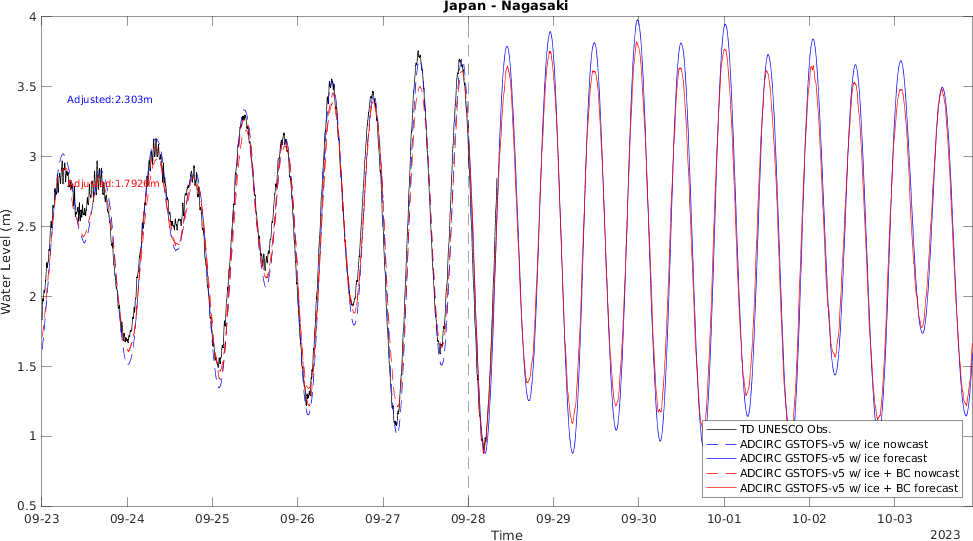 Japan - Nagasaki
4
3.5
3
2.5
2
1.5
1
0.5
Water Level (m)
Adjusted:2.303m
Adjusted:1.7926m
TD UNESCO Obs.
ADCIRC GSTOFS-v5 w/ ice nowcast
ADCIRC GSTOFS-v5 w/ ice forecast
ADCIRC GSTOFS-v5 w/ ice + BC nowcast
ADCIRC GSTOFS-v5 w/ ice + BC forecast
09-23 09-24 09-25 09-26 09-27 09-28 09-29 09-30 10-01 10-02 10-03
Time
2023